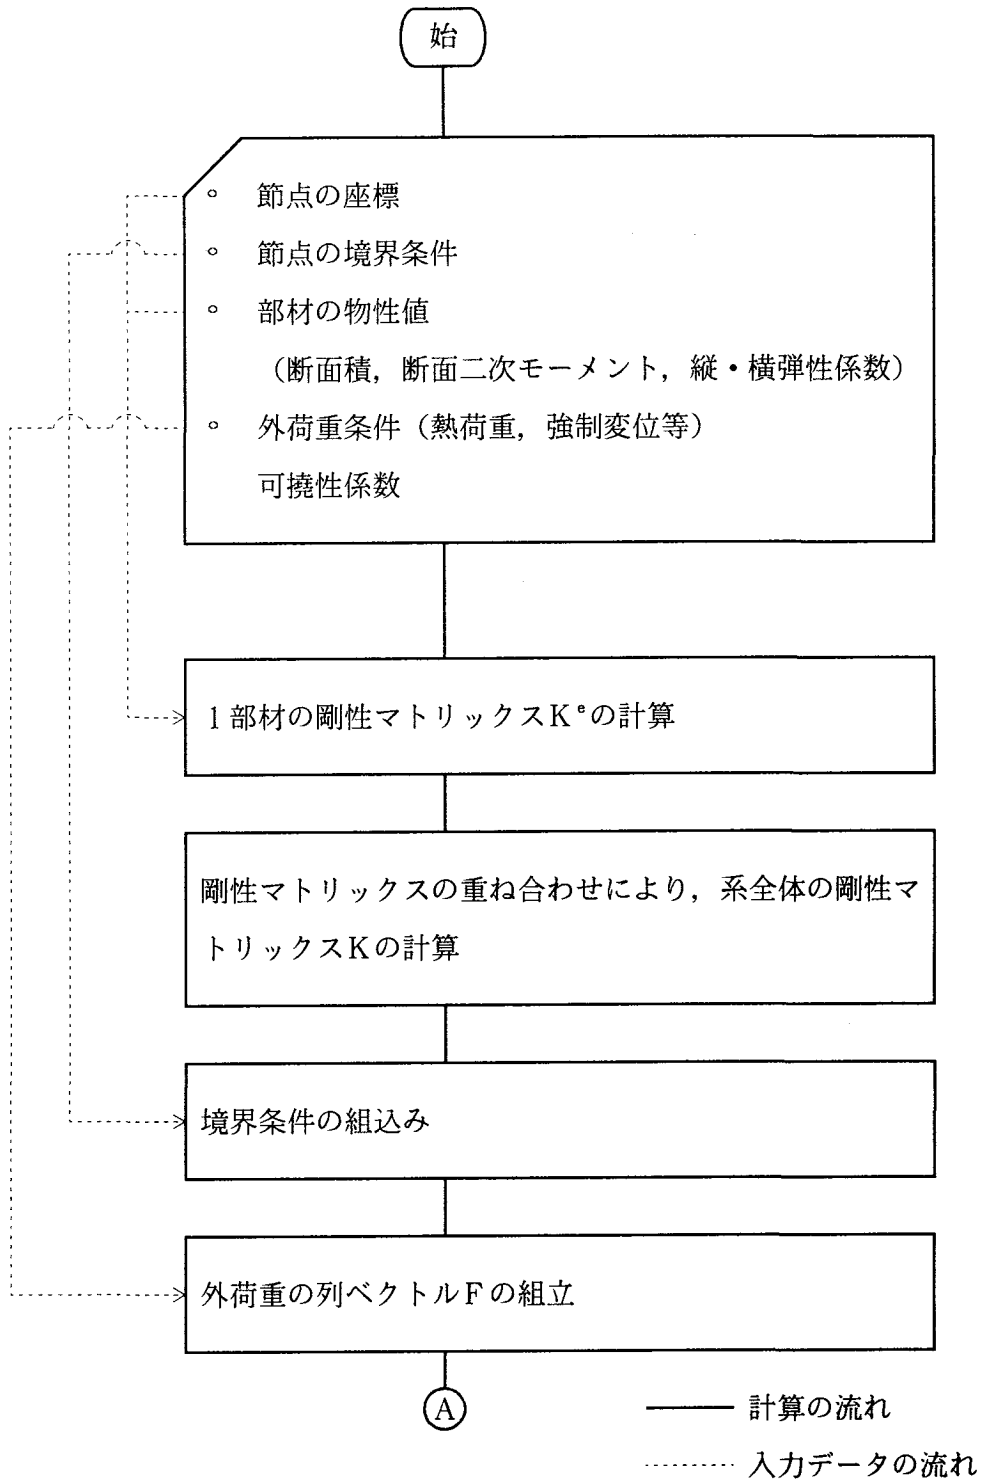 始
◦ 節点の座標
◦ 節点の境界条件
◦ 部材の物性値
（断面積，断面二次モーメント，縦・横弾性係数）
◦ 外荷重条件（熱荷重，強制変位等）
可撓性係数
1部材の剛性マトリックスKᵉの計算
剛性マトリックスの重ね合わせにより，系全体の剛性マ
トリックスKの計算
境界条件の組込み
外荷重の列ベクトルFの組立
A
計算の流れ
入力データの流れ